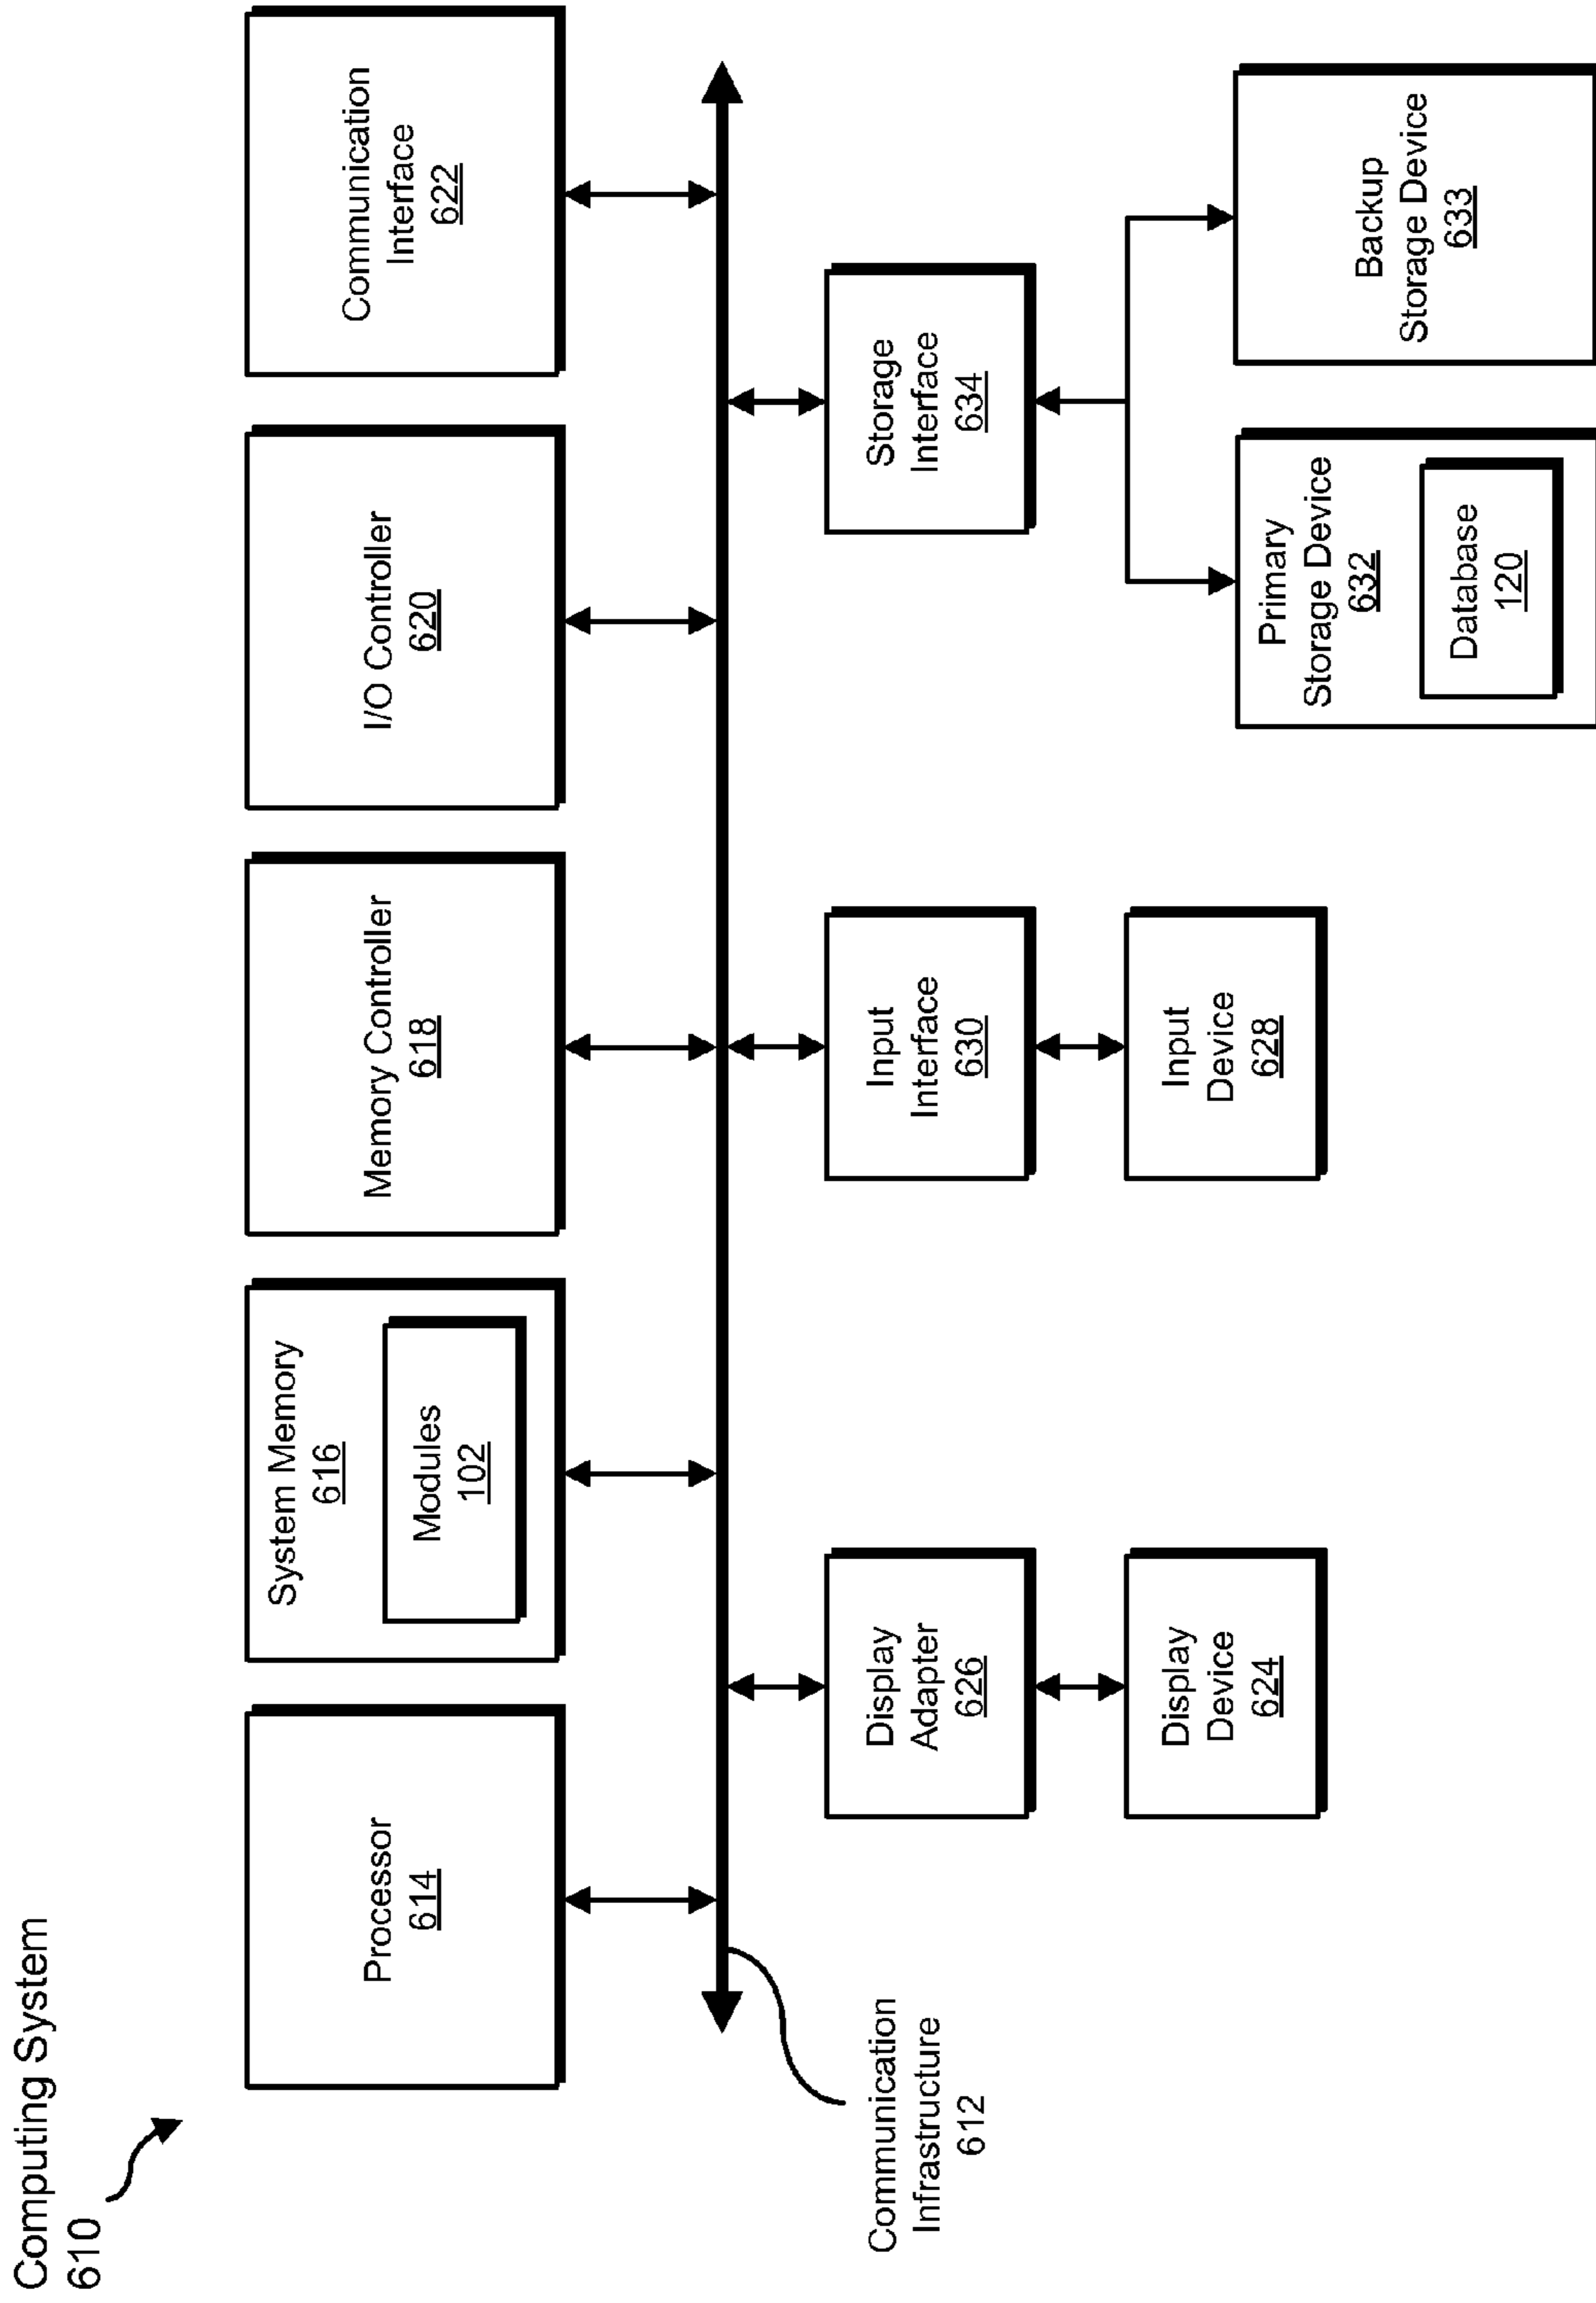 Computing System
610
Processor
614
System Memory
616
Modules
102
Memory Controller
618
I/O Controller
620
Communication
Interface
622
Communication
Infrastructure
612
Display
Adapter
626
Input
Interface
630
Storage
Interface
634
Display
Device
624
Input
Device
628
Primary
Storage Device
632
Database
120
Backup
Storage Device
633